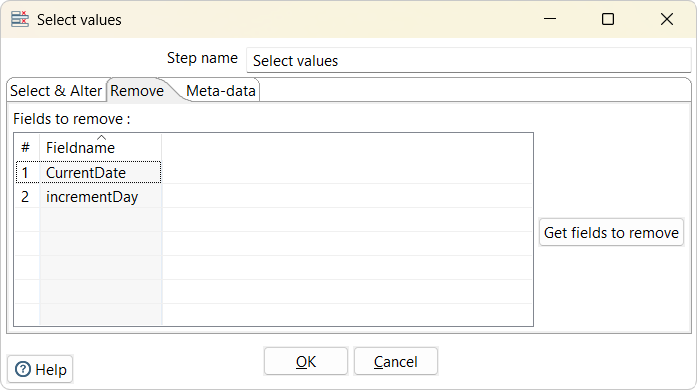 Select values
Step name Select values
Select & Alter Remove Meta-data
Fields to remove :
# Fieldname
1 CurrentDate
2 incrementDay
Get fields to remove
OK Cancel
Help